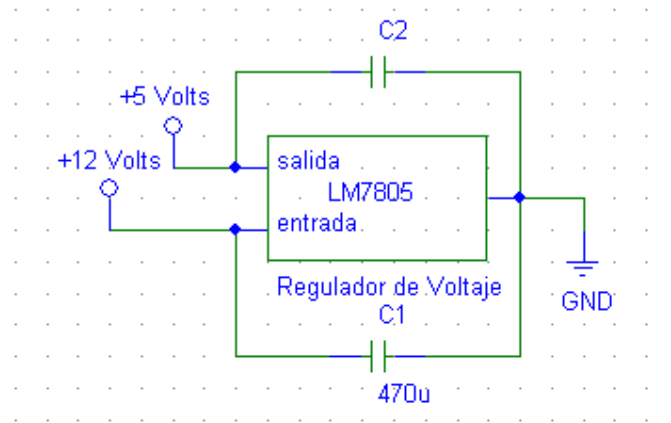 C2
+5 Volts
+12 Volts
salida
LM7805
entrada
Regulador de Voltaje
GND
C1
470u